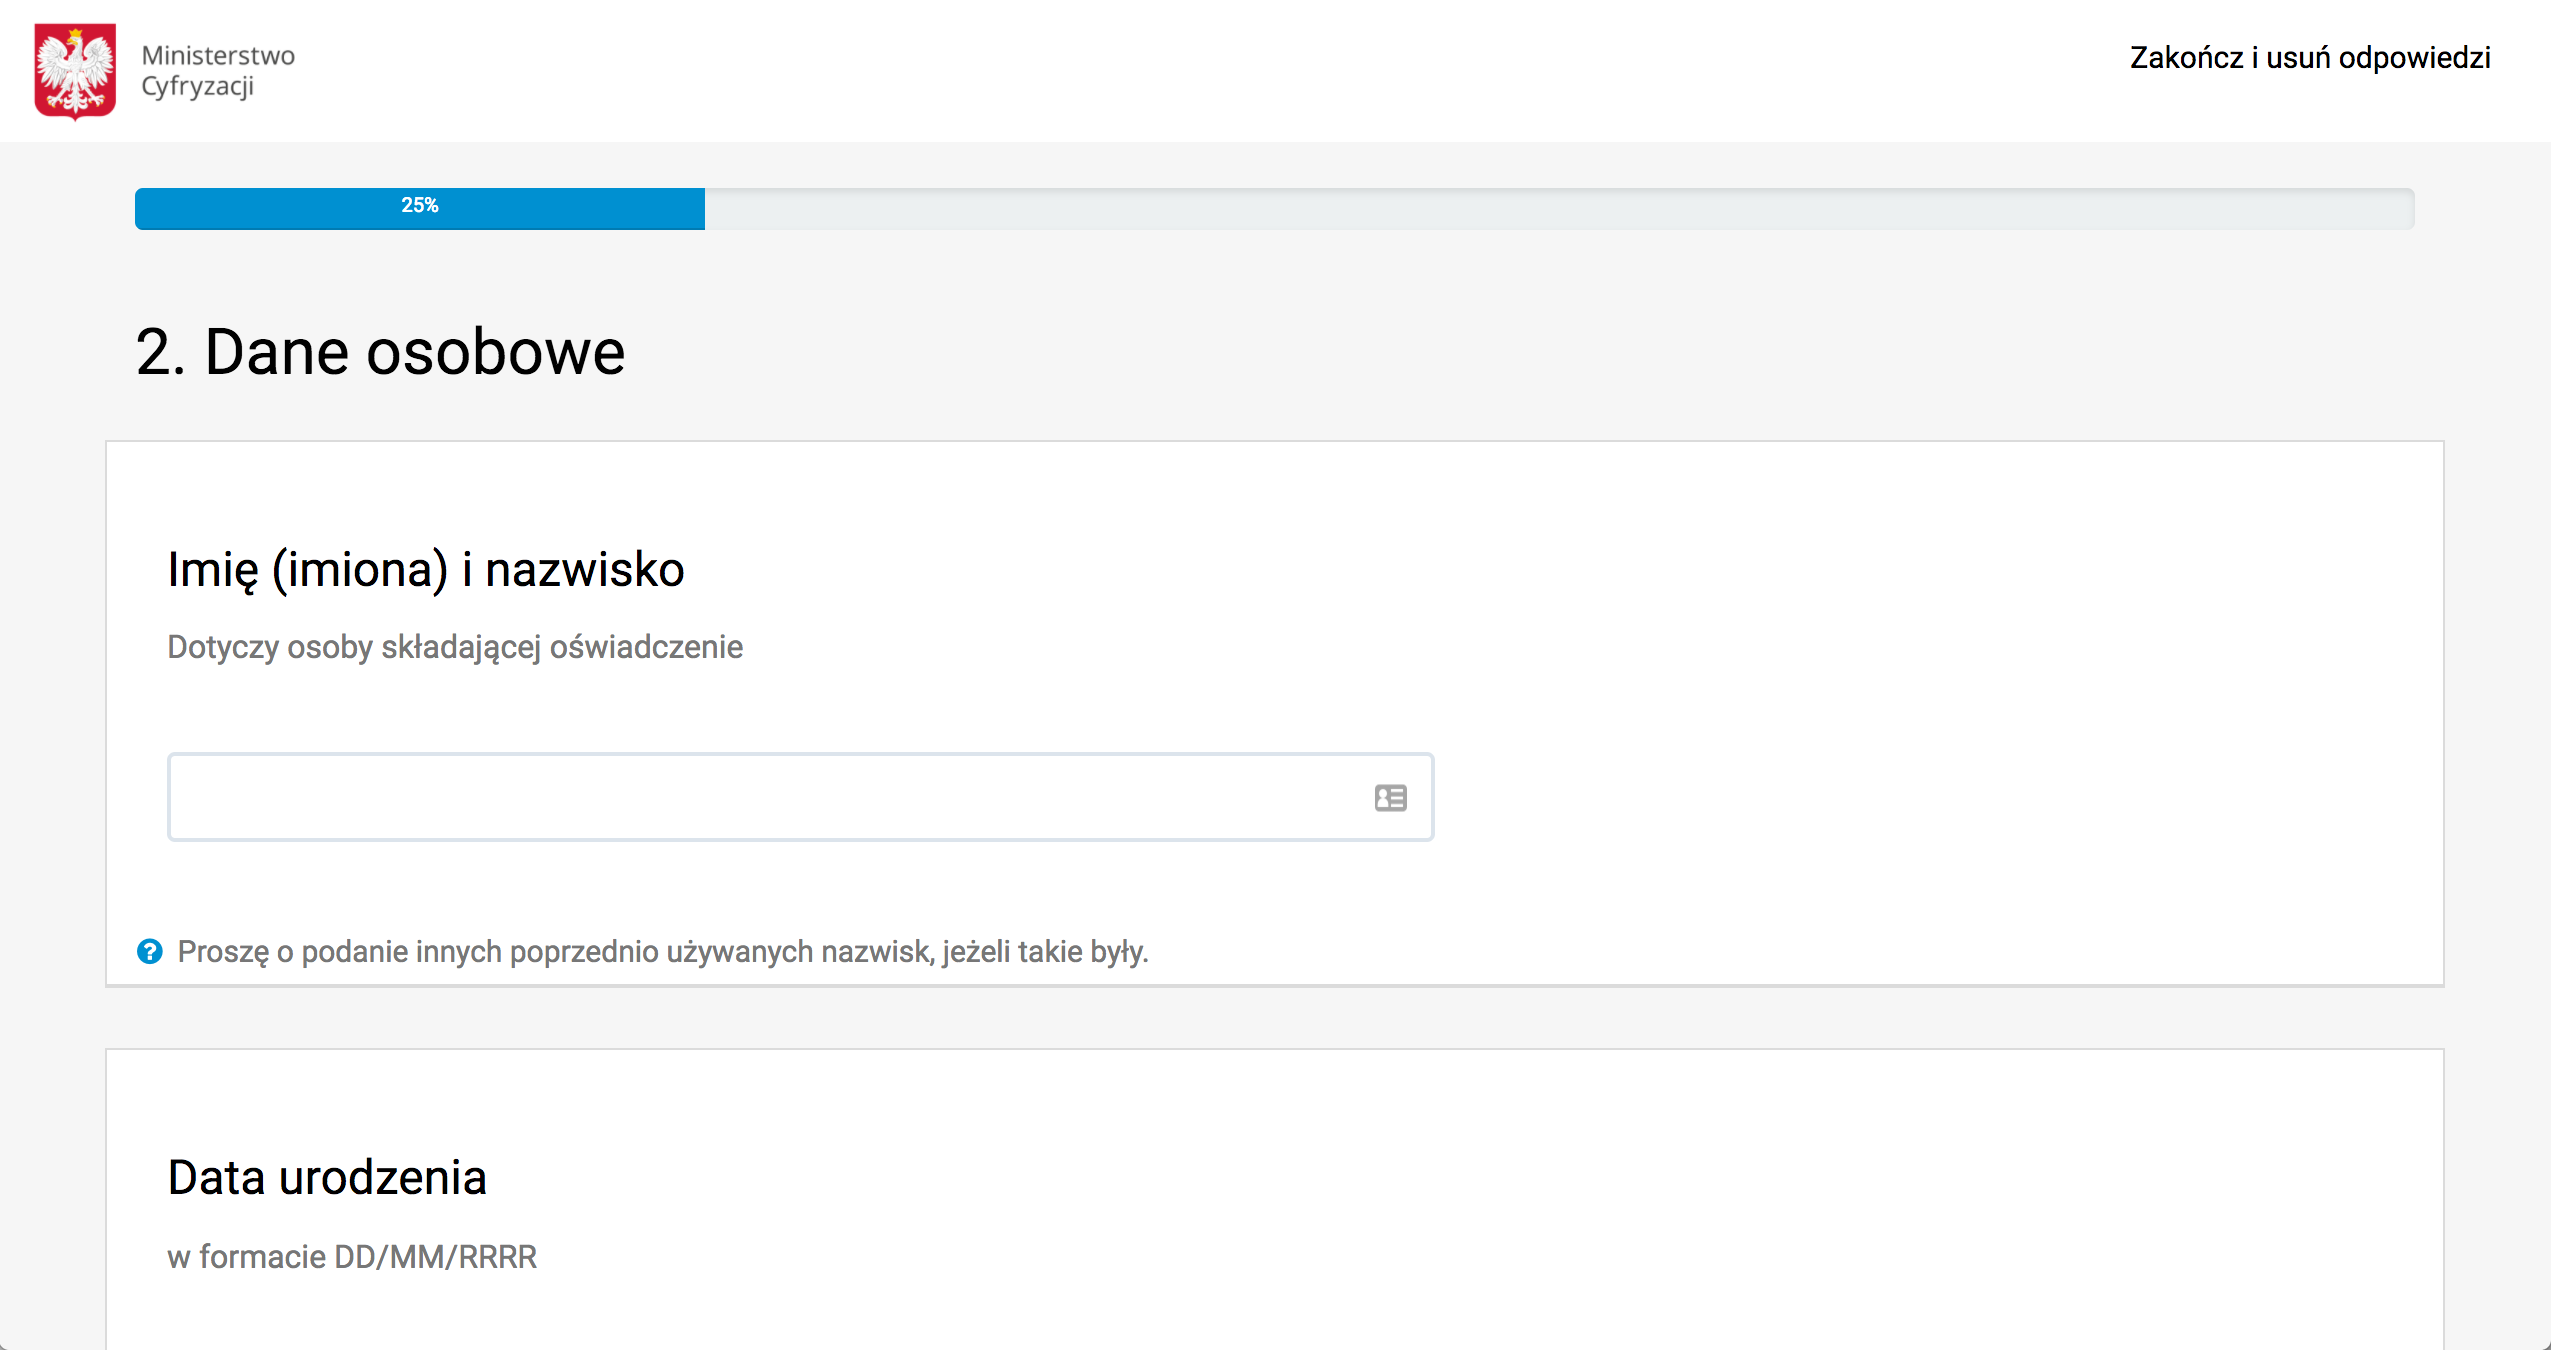 Ministerstwo
Cyfryzacji
Zakończ i usuń odpowiedzi
25%
2. Dane osobowe
Imię (imiona) i nazwisko
Dotyczy osoby składającej oświadczenie
? Proszę o podanie innych poprzednio używanych nazwisk, jeżeli takie były.
Data urodzenia
w formacie DD/MM/RRRR